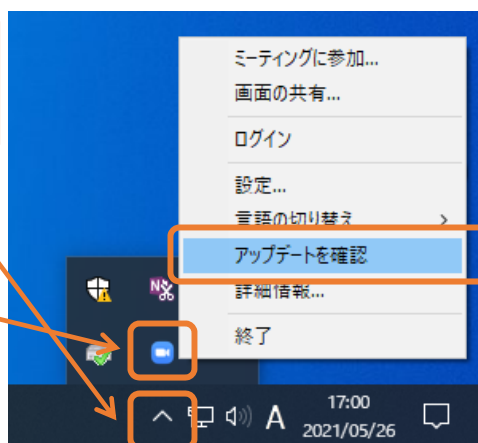 ミーティングに参加...
画面の共有...
ログイン
設定...
言語の切り替え
アップデートを確認
詳細情報...
終了
A
17:00
2021/05/26